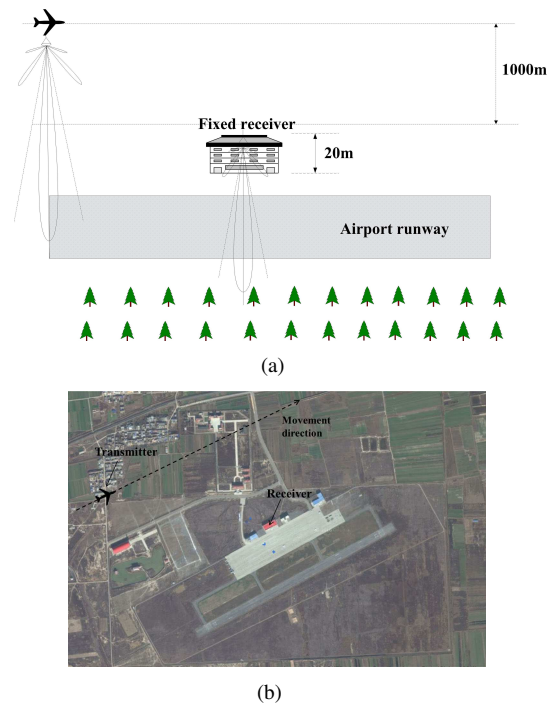 1000m
Fixed receiver
20m
Airport runway
(a)
Movement
direction
Transmitter
Receiver
(b)